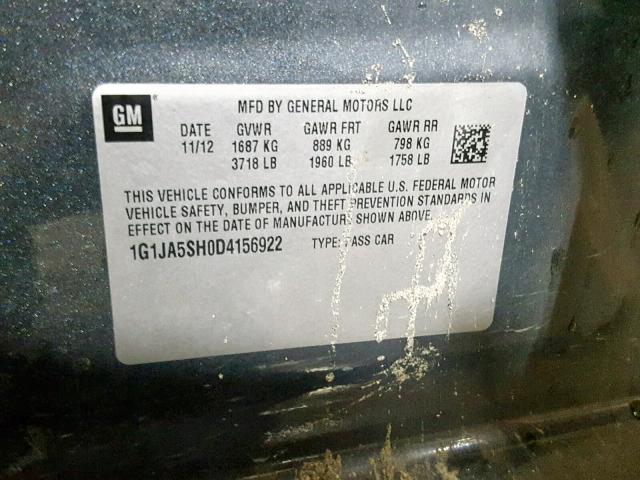 GM
MFD BY GENERAL MOTORS LLC
DATE GVWR GAWR FRT GAWR RR
11/12 1687 KG 889 KG 798 KG
3718 LB 1960 LB 1758 LB
THIS VEHICLE CONFORMS TO ALL APPLICABLE U.S. FEDERAL MOTOR
VEHICLE SAFETY, BUMPER, AND THEFT PREVENTION STANDARDS IN
EFFECT ON THE DATE OF MANUFACTURE SHOWN ABOVE.
1G1JA5SH0D4156922 TYPE: PASS CAR